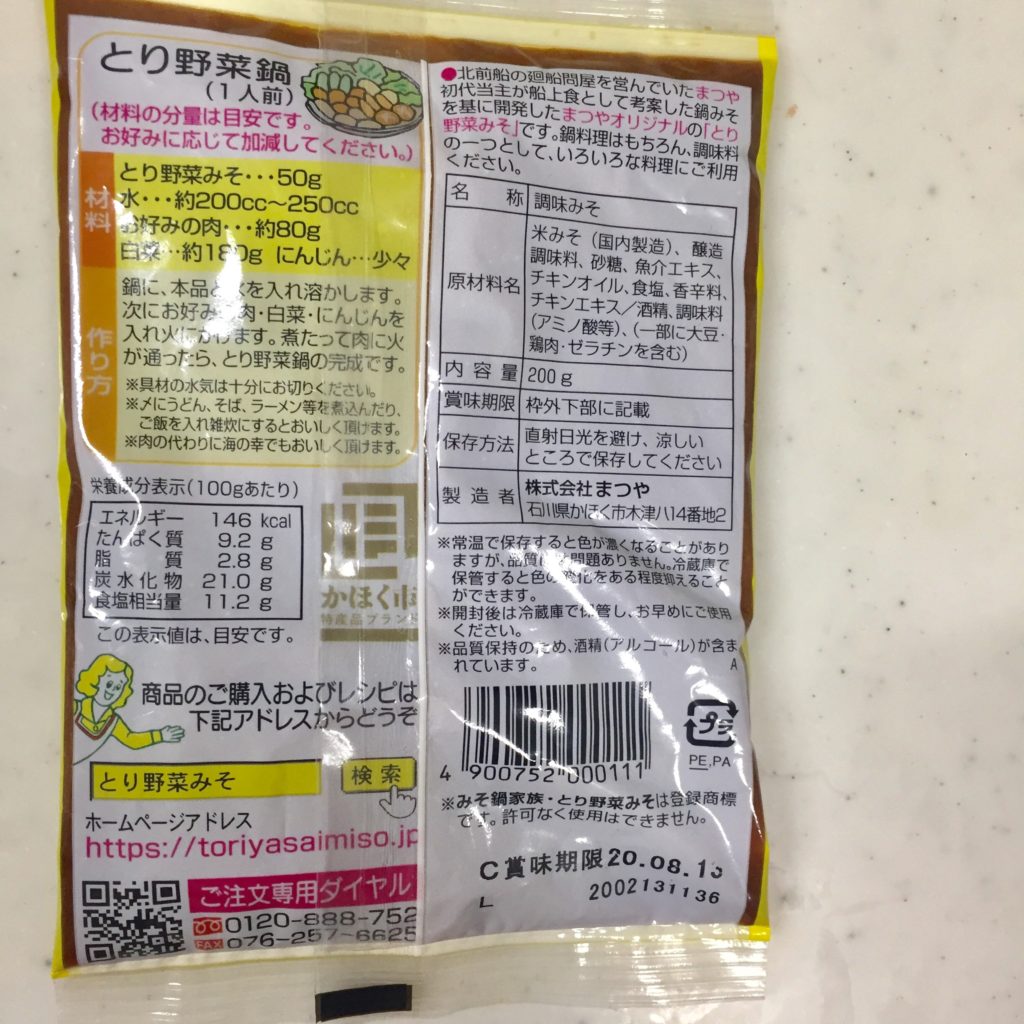 とり野菜鍋
(1人前)
(材料の分量は目安です。
お好みに応じて加減してください。)
材料
とり野菜みそ・・・50g
水・・・約200cc〜250cc
お好みの肉・・・約80g
白菜…約180g にんじん…少々
作り方
鍋に、本品と水を入れ溶かします。
次にお好みの肉・白菜・にんじんを
入れ火にかけます。煮たって肉に火
が通ったら、とり野菜鍋の完成です。
※具材の水気は十分にお切りください。
※〆にうどん、そば、ラーメン等を煮込んだり、
ご飯を入れ雑炊にするとおいしく頂けます。
※肉の代わりに海の幸でもおいしく頂けます。
栄養成分表示(100gあたり)
エネルギー 146 kcal
たんぱく質 9.2 g
脂質 2.8 g
炭水化物 21.0 g
食塩相当量 11.2 g
この表示値は、目安です。
かほく市
特産品ブランド
商品のご購入およびレシピは
下記アドレスからどうぞ
とり野菜みそ 検索
ホームページアドレス
https://toriyasaimiso.jp
ご注文専用ダイヤル
0120-888-752
FAX 076-257-6625
●北前船の廻船問屋を営んでいたまつや
初代当主が船上食として考案した鍋みそ
を基に開発したまつやオリジナルの「とり
野菜みそ」です。鍋料理はもちろん、調味料
の一つとして、いろいろな料理にご利用
ください。
名称 調味みそ
原材料名 米みそ(国内製造)、醸造
調味料、砂糖、魚介エキス、
チキンオイル、食塩、香辛料、
チキンエキス/酒精、調味料
(アミノ酸等)、(一部に大豆・
鶏肉・ゼラチンを含む)
内容量 200g
賞味期限 枠外下部に記載
保存方法 直射日光を避け、涼しい
ところで保存してください
製造者 株式会社まつや
石川県かほく市木津ハ14番地2
※常温で保存すると色が濃くなることがあり
ますが、品質には問題ありません。冷蔵庫で
保管すると色の変化をある程度抑えること
ができます。
※開封後は冷蔵庫で保管し、お早めにご使用
ください。
※品質保持のため、酒精(アルコール)が含ま
れています。 A
4 900752 000111
プラ
PE,PA
※みそ鍋家族・とり野菜みそは登録商標
です。許可なく使用はできません。
C賞味期限20.08.1
L 2002131136